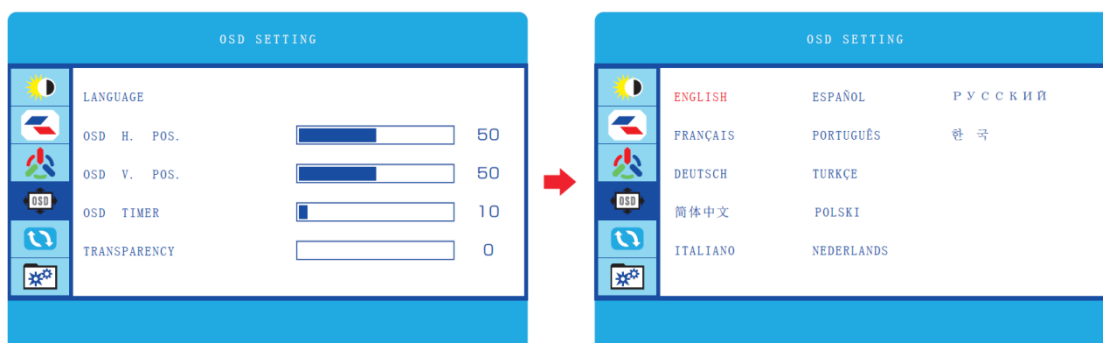 OSD SETTING
LANGUAGE
OSD H. POS. 50
OSD V. POS. 50
OSD TIMER 10
TRANSPARENCY 0
OSD
OSD SETTING
ENGLISH ESPAÑOL РУССКИЙ
FRANÇAIS PORTUGUÊS 한 국
DEUTSCH TURKÇE
简体中文 POLSKI
ITALIANO NEDERLANDS
OSD